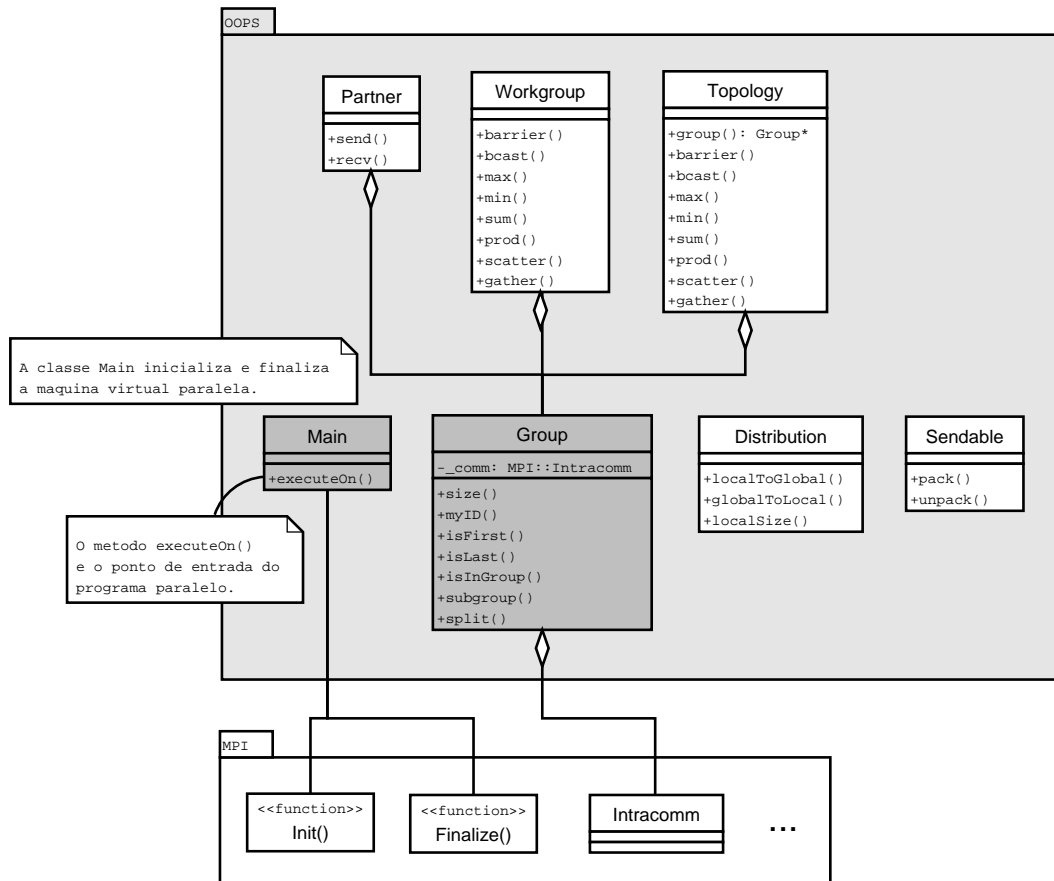 OOPS
Partner
+send()
+recv()
Workgroup
+barrier()
+bcast()
+max()
+min()
+sum()
+prod()
+scatter()
+gather()
Topology
+group(): Group*
+barrier()
+bcast()
+max()
+min()
+sum()
+prod()
+scatter()
+gather()
A classe Main inicializa e finaliza
a maquina virtual paralela.
Main
+executeOn()
O metodo executeOn()
e o ponto de entrada do
programa paralelo.
Group
-_comm: MPI::Intracomm
+size()
+myID()
+isFirst()
+isLast()
+isInGroup()
+subgroup()
+split()
Distribution
+localToGlobal()
+globalToLocal()
+localSize()
Sendable
+pack()
+unpack()
MPI
<<function>>
Init()
<<function>>
Finalize()
Intracomm
...